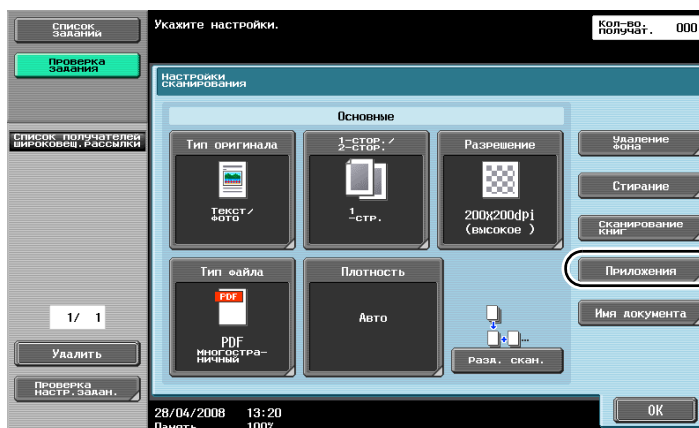 Список
заданий
Проверка
задания
Список получателей
широковещ.рассылки
1/ 1
Удалить
Проверка
настр.задан.
Укажите настройки.
Кол-во.
получат. 000
Настройки
сканирования
Основные
Тип оригинала
Текст/
фото
1-стор./
2-стор.
1
-стр.
Разрешение
200x200dpi
(высокое )
Тип файла
PDF
PDF
многостра-
ничный
Плотность
Авто
Разд. скан.
Удаление
фона
Стирание
Сканирование
книг
Приложения
Имя документа
28/04/2008 13:20
Память 100%
OK